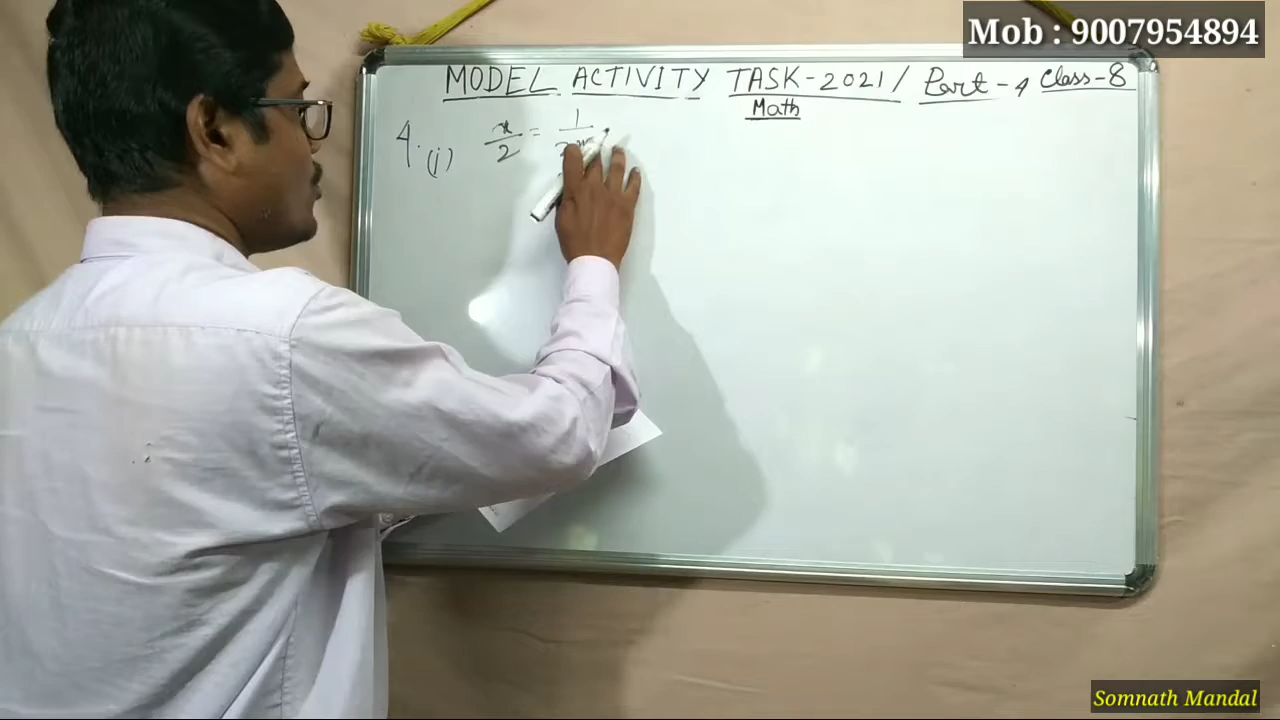 Mob : 9007954894
MODEL ACTIVITY TASK-2021 / Part-4 Class-8
Math
4. (i) x/2 = 1/
Somnath Mandal